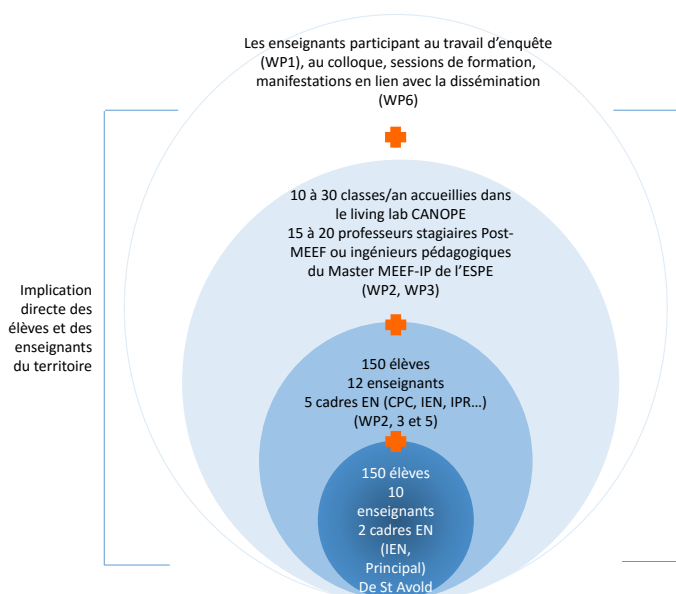 Les enseignants participant au travail d’enquête
(WP1), au colloque, sessions de formation,
manifestations en lien avec la dissémination
(WP6)
10 à 30 classes/an accueillies dans
le living lab CANOPE
15 à 20 professeurs stagiaires Post-
MEEF ou ingénieurs pédagogiques
du Master MEEF-IP de l’ESPE
(WP2, WP3)
Implication
directe des
élèves et des
enseignants
du territoire
150 élèves
12 enseignants
5 cadres EN (CPC, IEN, IPR…)
(WP2, 3 et 5)
150 élèves
10
enseignants
2 cadres EN
(IEN,
Principal)
De St Avold